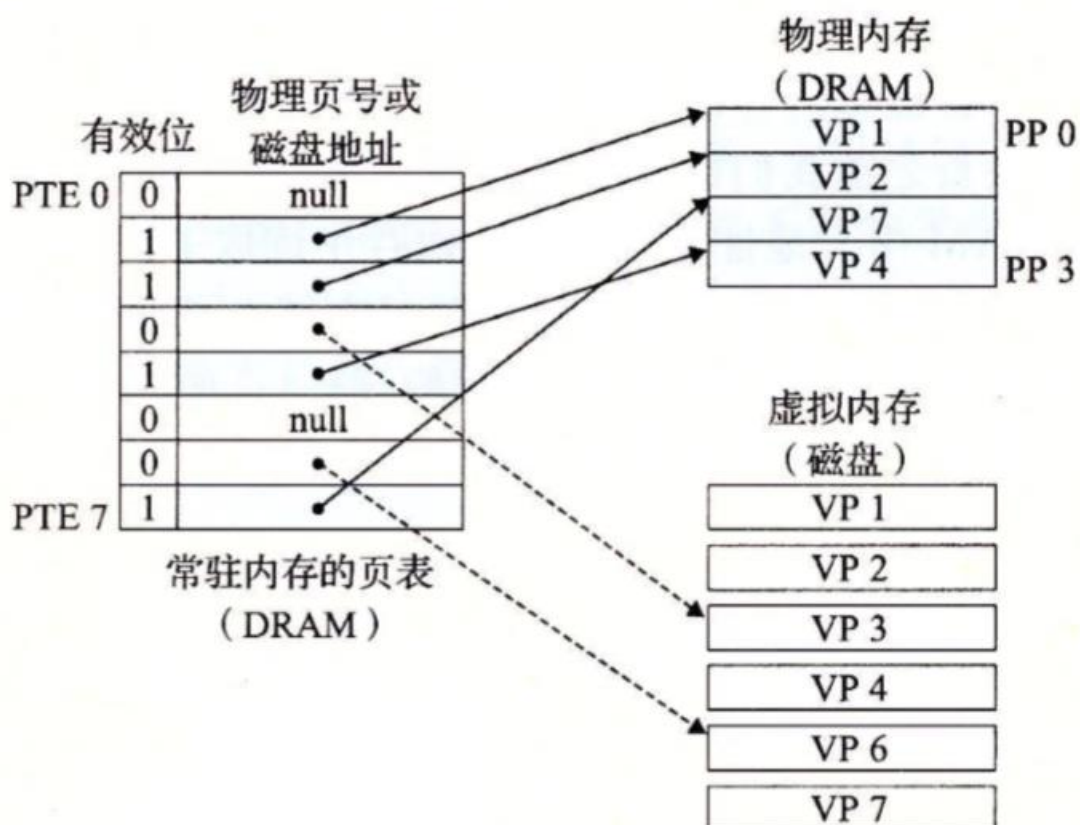 物理内存
（DRAM）
物理页号或
有效位 磁盘地址
VP 1 PP 0
PTE 0 0 null
VP 2
1
VP 7
1
VP 4 PP 3
0
1
0 null
虚拟内存
0
（磁盘）
PTE 7 1
VP 1
常驻内存的页表
VP 2
（DRAM）
VP 3
VP 4
VP 6
VP 7